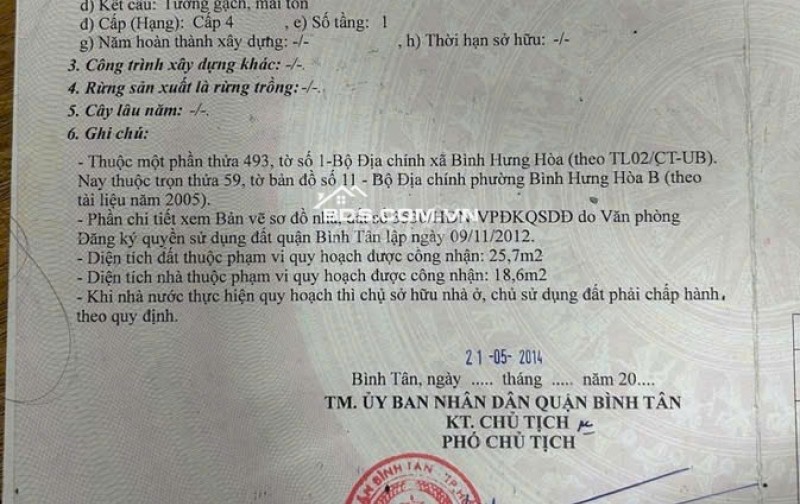 d) Kết cấu: Tường gạch, mái tôn
đ) Cấp (Hạng): Cấp 4 , e) Số tầng: 1
g) Năm hoàn thành xây dựng: -/- , h) Thời hạn sở hữu: -/-
3. Công trình xây dựng khác: -/-.
4. Rừng sản xuất là rừng trồng: -/-.
5. Cây lâu năm: -/-.
6. Ghi chú:
- Thuộc một phần thửa 493, tờ số 1-Bộ Địa chính xã Bình Hưng Hòa (theo TL02/CT-UB).
Nay thuộc trọn thửa 59, tờ bản đồ số 11 - Bộ Địa chính phường Bình Hưng Hòa B (theo
tài liệu năm 2005).
BDS.COM.VN
- Phần chi tiết xem Bản vẽ sơ đồ nhà, đất số VPĐKQSDĐ do Văn phòng
Đăng ký quyền sử dụng đất quận Bình Tân lập ngày 09/11/2012.
- Diện tích đất thuộc phạm vi quy hoạch được công nhận: 25,7m2
- Diện tích nhà thuộc phạm vi quy hoạch được công nhận: 18,6m2
- Khi nhà nước thực hiện quy hoạch thì chủ sở hữu nhà ở, chủ sử dụng đất phải chấp hành
theo quy định.
21-05-2014
Bình Tân, ngày ..... tháng ..... năm 20....
TM. ỦY BAN NHÂN DÂN QUẬN BÌNH TÂN
KT. CHỦ TỊCH
PHÓ CHỦ TỊCH
BÌNH TÂN